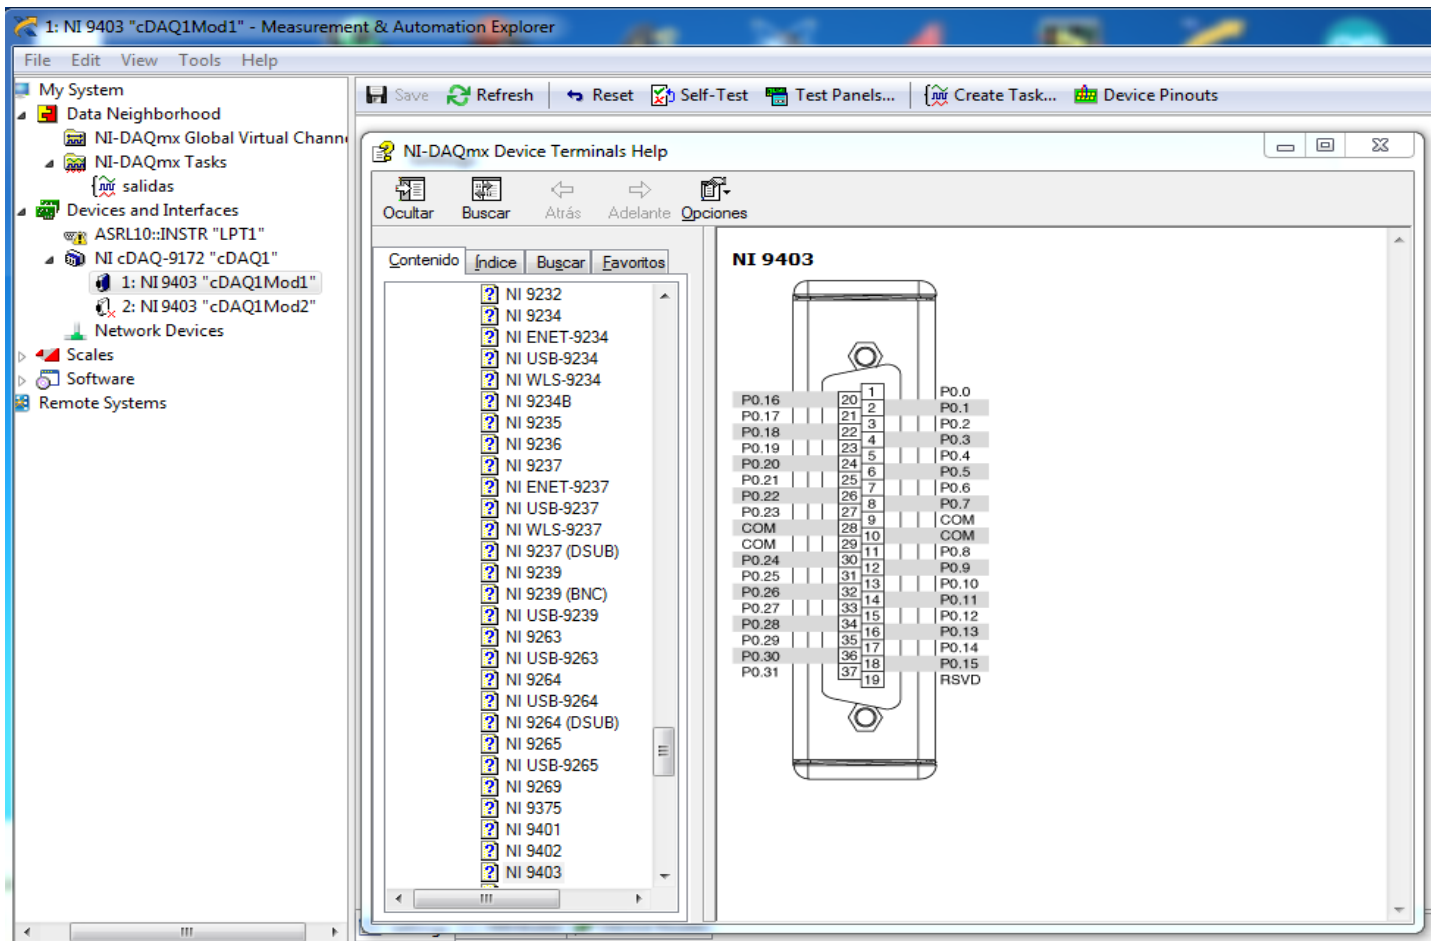 1: NI 9403 "cDAQ1Mod1" - Measurement & Automation Explorer
File Edit View Tools Help
My System
Data Neighborhood
NI-DAQmx Global Virtual Chann
NI-DAQmx Tasks
salidas
Devices and Interfaces
ASRL10::INSTR "LPT1"
NI cDAQ-9172 "cDAQ1"
1: NI 9403 "cDAQ1Mod1"
2: NI 9403 "cDAQ1Mod2"
Network Devices
Scales
Software
Remote Systems
Save Refresh Reset Self-Test Test Panels... Create Task... Device Pinouts
NI-DAQmx Device Terminals Help
Ocultar Buscar Atrás Adelante Opciones
Contenido Índice Buscar Favoritos
NI 9232
NI 9234
NI ENET-9234
NI USB-9234
NI WLS-9234
NI 9234B
NI 9235
NI 9236
NI 9237
NI ENET-9237
NI USB-9237
NI WLS-9237
NI 9237 (DSUB)
NI 9239
NI 9239 (BNC)
NI USB-9239
NI 9263
NI USB-9263
NI 9264
NI USB-9264
NI 9264 (DSUB)
NI 9265
NI USB-9265
NI 9269
NI 9375
NI 9401
NI 9402
NI 9403
NI 9403
1 P0.0
P0.16 20
2 P0.1
P0.17 21
3 P0.2
P0.18 22
4 P0.3
P0.19 23
5 P0.4
P0.20 24
6 P0.5
P0.21 25
7 P0.6
P0.22 26
8 P0.7
P0.23 27
9 COM
COM 28
10 COM
COM 29
11 P0.8
P0.24 30
12 P0.9
P0.25 31
13 P0.10
P0.26 32
14 P0.11
P0.27 33
15 P0.12
P0.28 34
16 P0.13
P0.29 35
17 P0.14
P0.30 36
18 P0.15
P0.31 37
19 RSVD